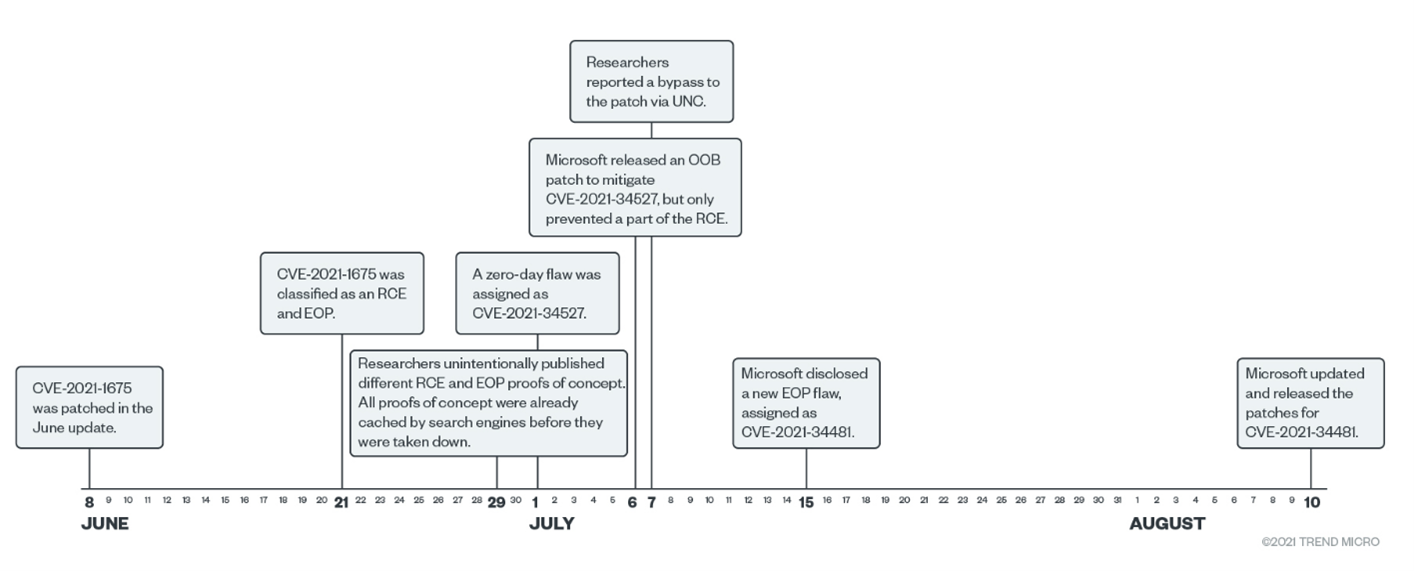 Researchers
reported a bypass to
the patch via UNC.
Microsoft released an OOB
patch to mitigate
CVE-2021-34527, but only
prevented a part of the RCE.
CVE-2021-1675 was
classified as an RCE
and EOP.
A zero-day flaw was
assigned as
CVE-2021-34527.
Researchers unintentionally published
different RCE and EOP proofs of concept.
All proofs of concept were already
cached by search engines before they
were taken down.
CVE-2021-1675
was patched in the
June update.
Microsoft disclosed
a new EOP flaw,
assigned as
CVE-2021-34481.
Microsoft updated
and released the
patches for
CVE-2021-34481.
8 9 10 11 12 13 14 15 16 17 18 19 20 21 22 23 24 25 26 27 28 29 30 1 2 3 4 5 6 7 8 9 10 11 12 13 14 15 16 17 18 19 20 21 22 23 24 25 26 27 28 29 30 31 1 2 3 4 5 6 7 8 9 10
JUNE JULY AUGUST
©2021 TREND MICRO